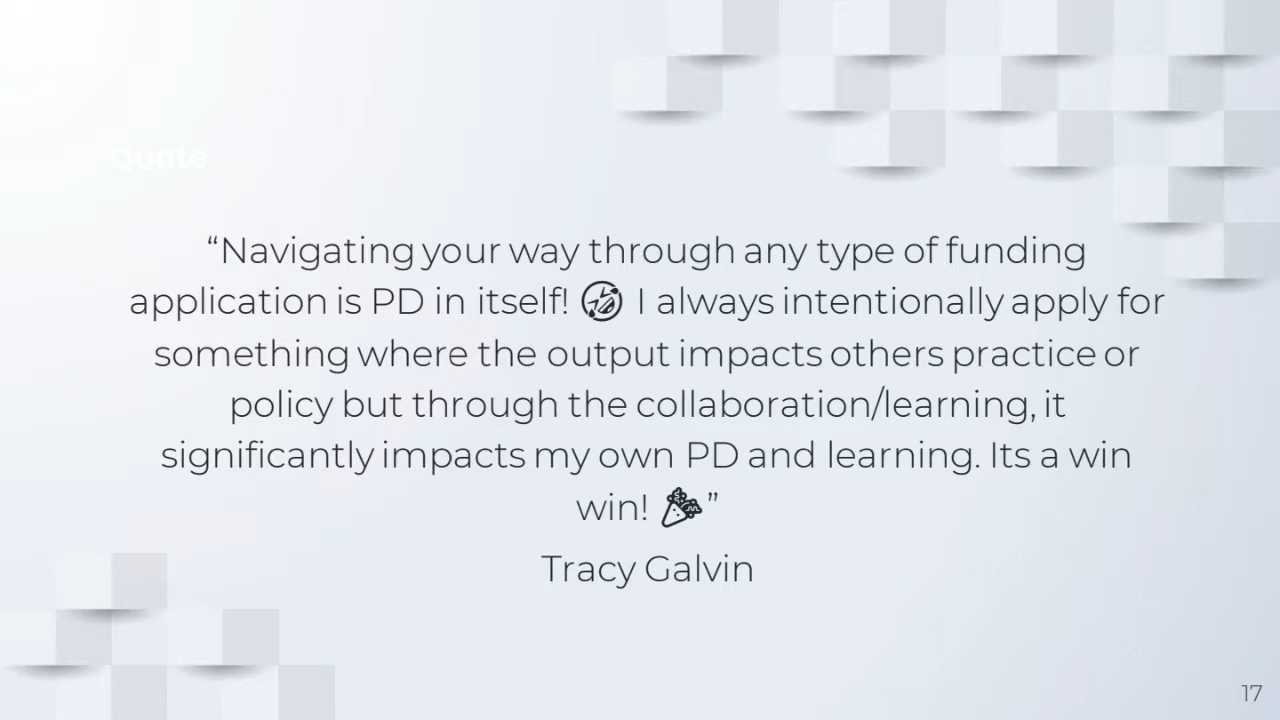 Quote
“Navigating your way through any type of funding
application is PD in itself! 🤣 I always intentionally apply for
something where the output impacts others practice or
policy but through the collaboration/learning, it
significantly impacts my own PD and learning. Its a win
win! 🎉”
Tracy Galvin
17